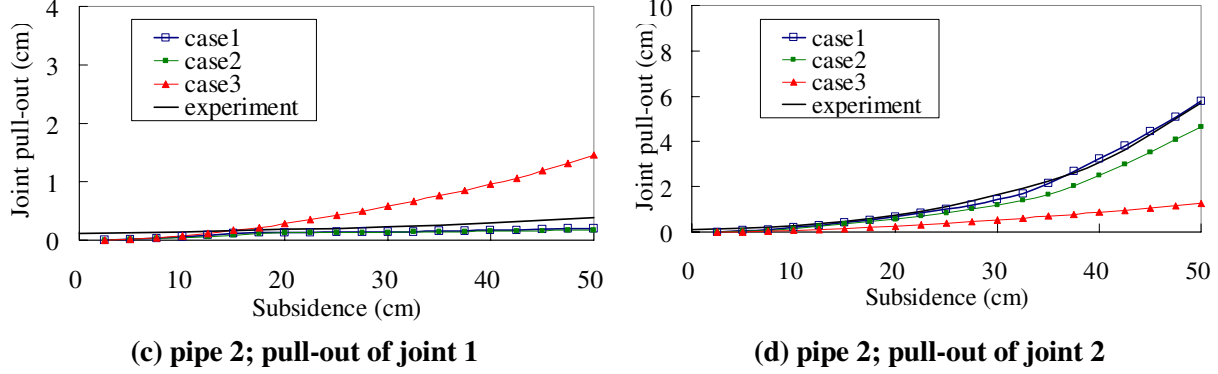 4
3
2
1
0
Joint pull-out (cm)
case1
case2
case3
experiment
0 10 20 30 40 50
Subsidence (cm)
(c) pipe 2; pull-out of joint 1
10
8
6
4
2
0
Joint pull-out (cm)
case1
case2
case3
experiment
0 10 20 30 40 50
Subsidence (cm)
(d) pipe 2; pull-out of joint 2